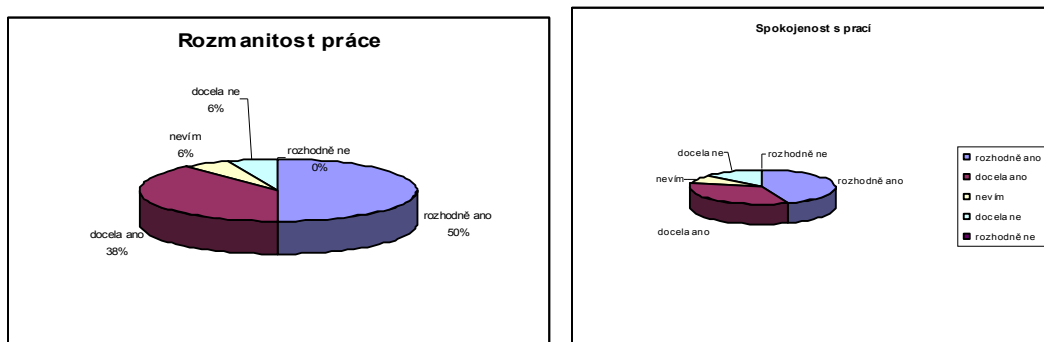 Rozmanitost práce
docela ne
6%
nevím
6%
rozhodně ne
0%
rozhodně ano
50%
docela ano
38%
Spokojenost s prací
docela ne
rozhodně ne
nevím
rozhodně ano
docela ano
rozhodně ano
docela ano
nevím
docela ne
rozhodně ne